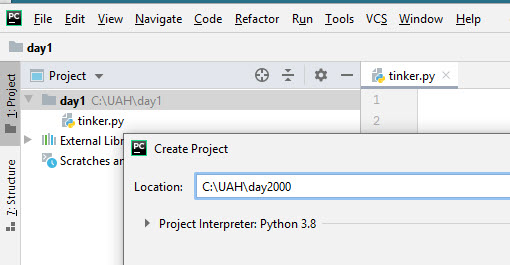 PC File Edit View Navigate Code Refactor Run Tools VCS Window Help
day1
1: Project
Project
tinker.py
day1 C:\UAH\day1
1
tinker.py
2
External Lib
Scratches an
7: Structure
PC Create Project
Location: C:\UAH\day2000
Project Interpreter: Python 3.8